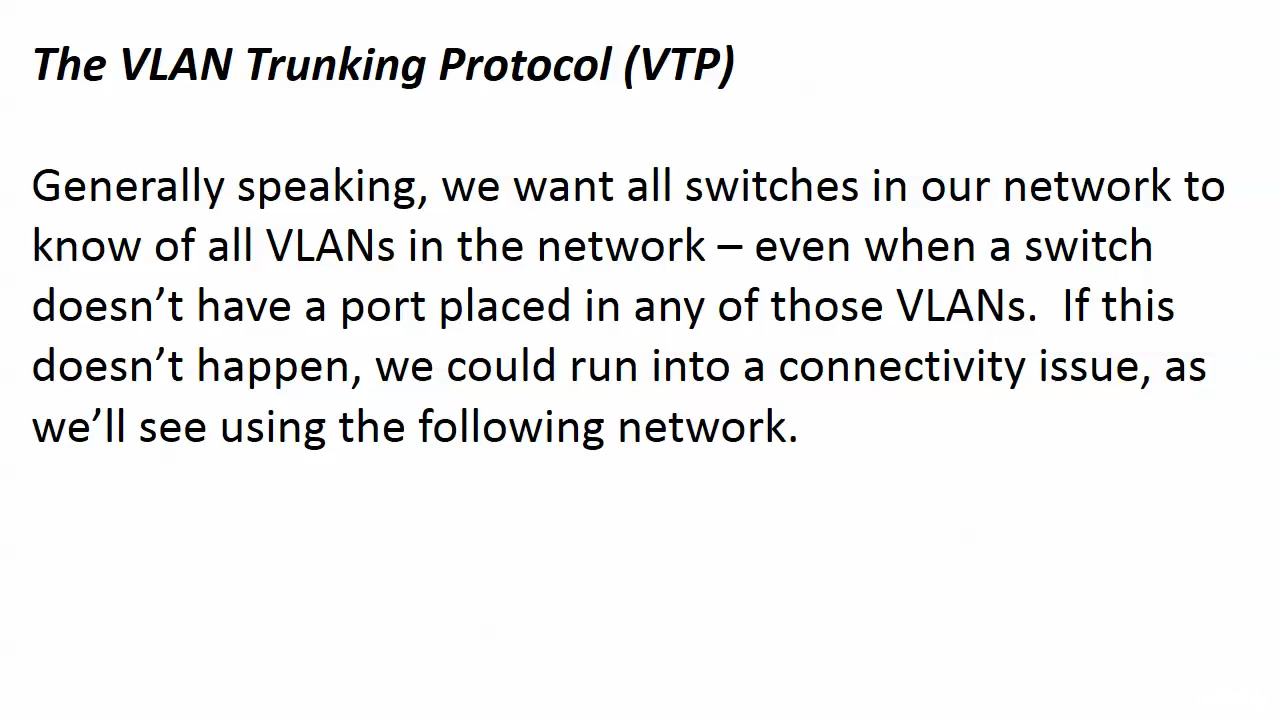 The VLAN Trunking Protocol (VTP)
Generally speaking, we want all switches in our network to
know of all VLANs in the network – even when a switch
doesn’t have a port placed in any of those VLANs.  If this
doesn’t happen, we could run into a connectivity issue, as
we’ll see using the following network.